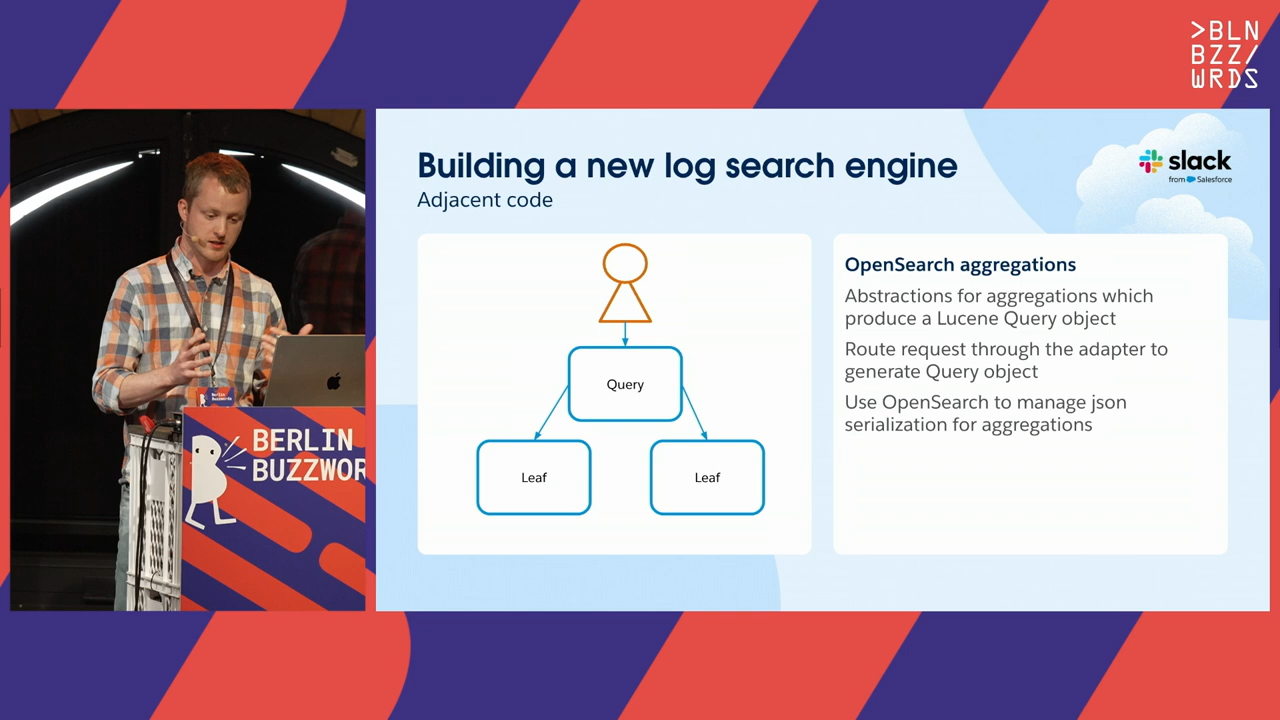 >BLN
BZZ/
WRDS
Building a new log search engine
Adjacent code
slack
from Salesforce
Query
Leaf
Leaf
OpenSearch aggregations
Abstractions for aggregations which
produce a Lucene Query object
Route request through the adapter to
generate Query object
Use OpenSearch to manage json
serialization for aggregations
Berlin
Buzzwords
BERLIN
BUZZWOR